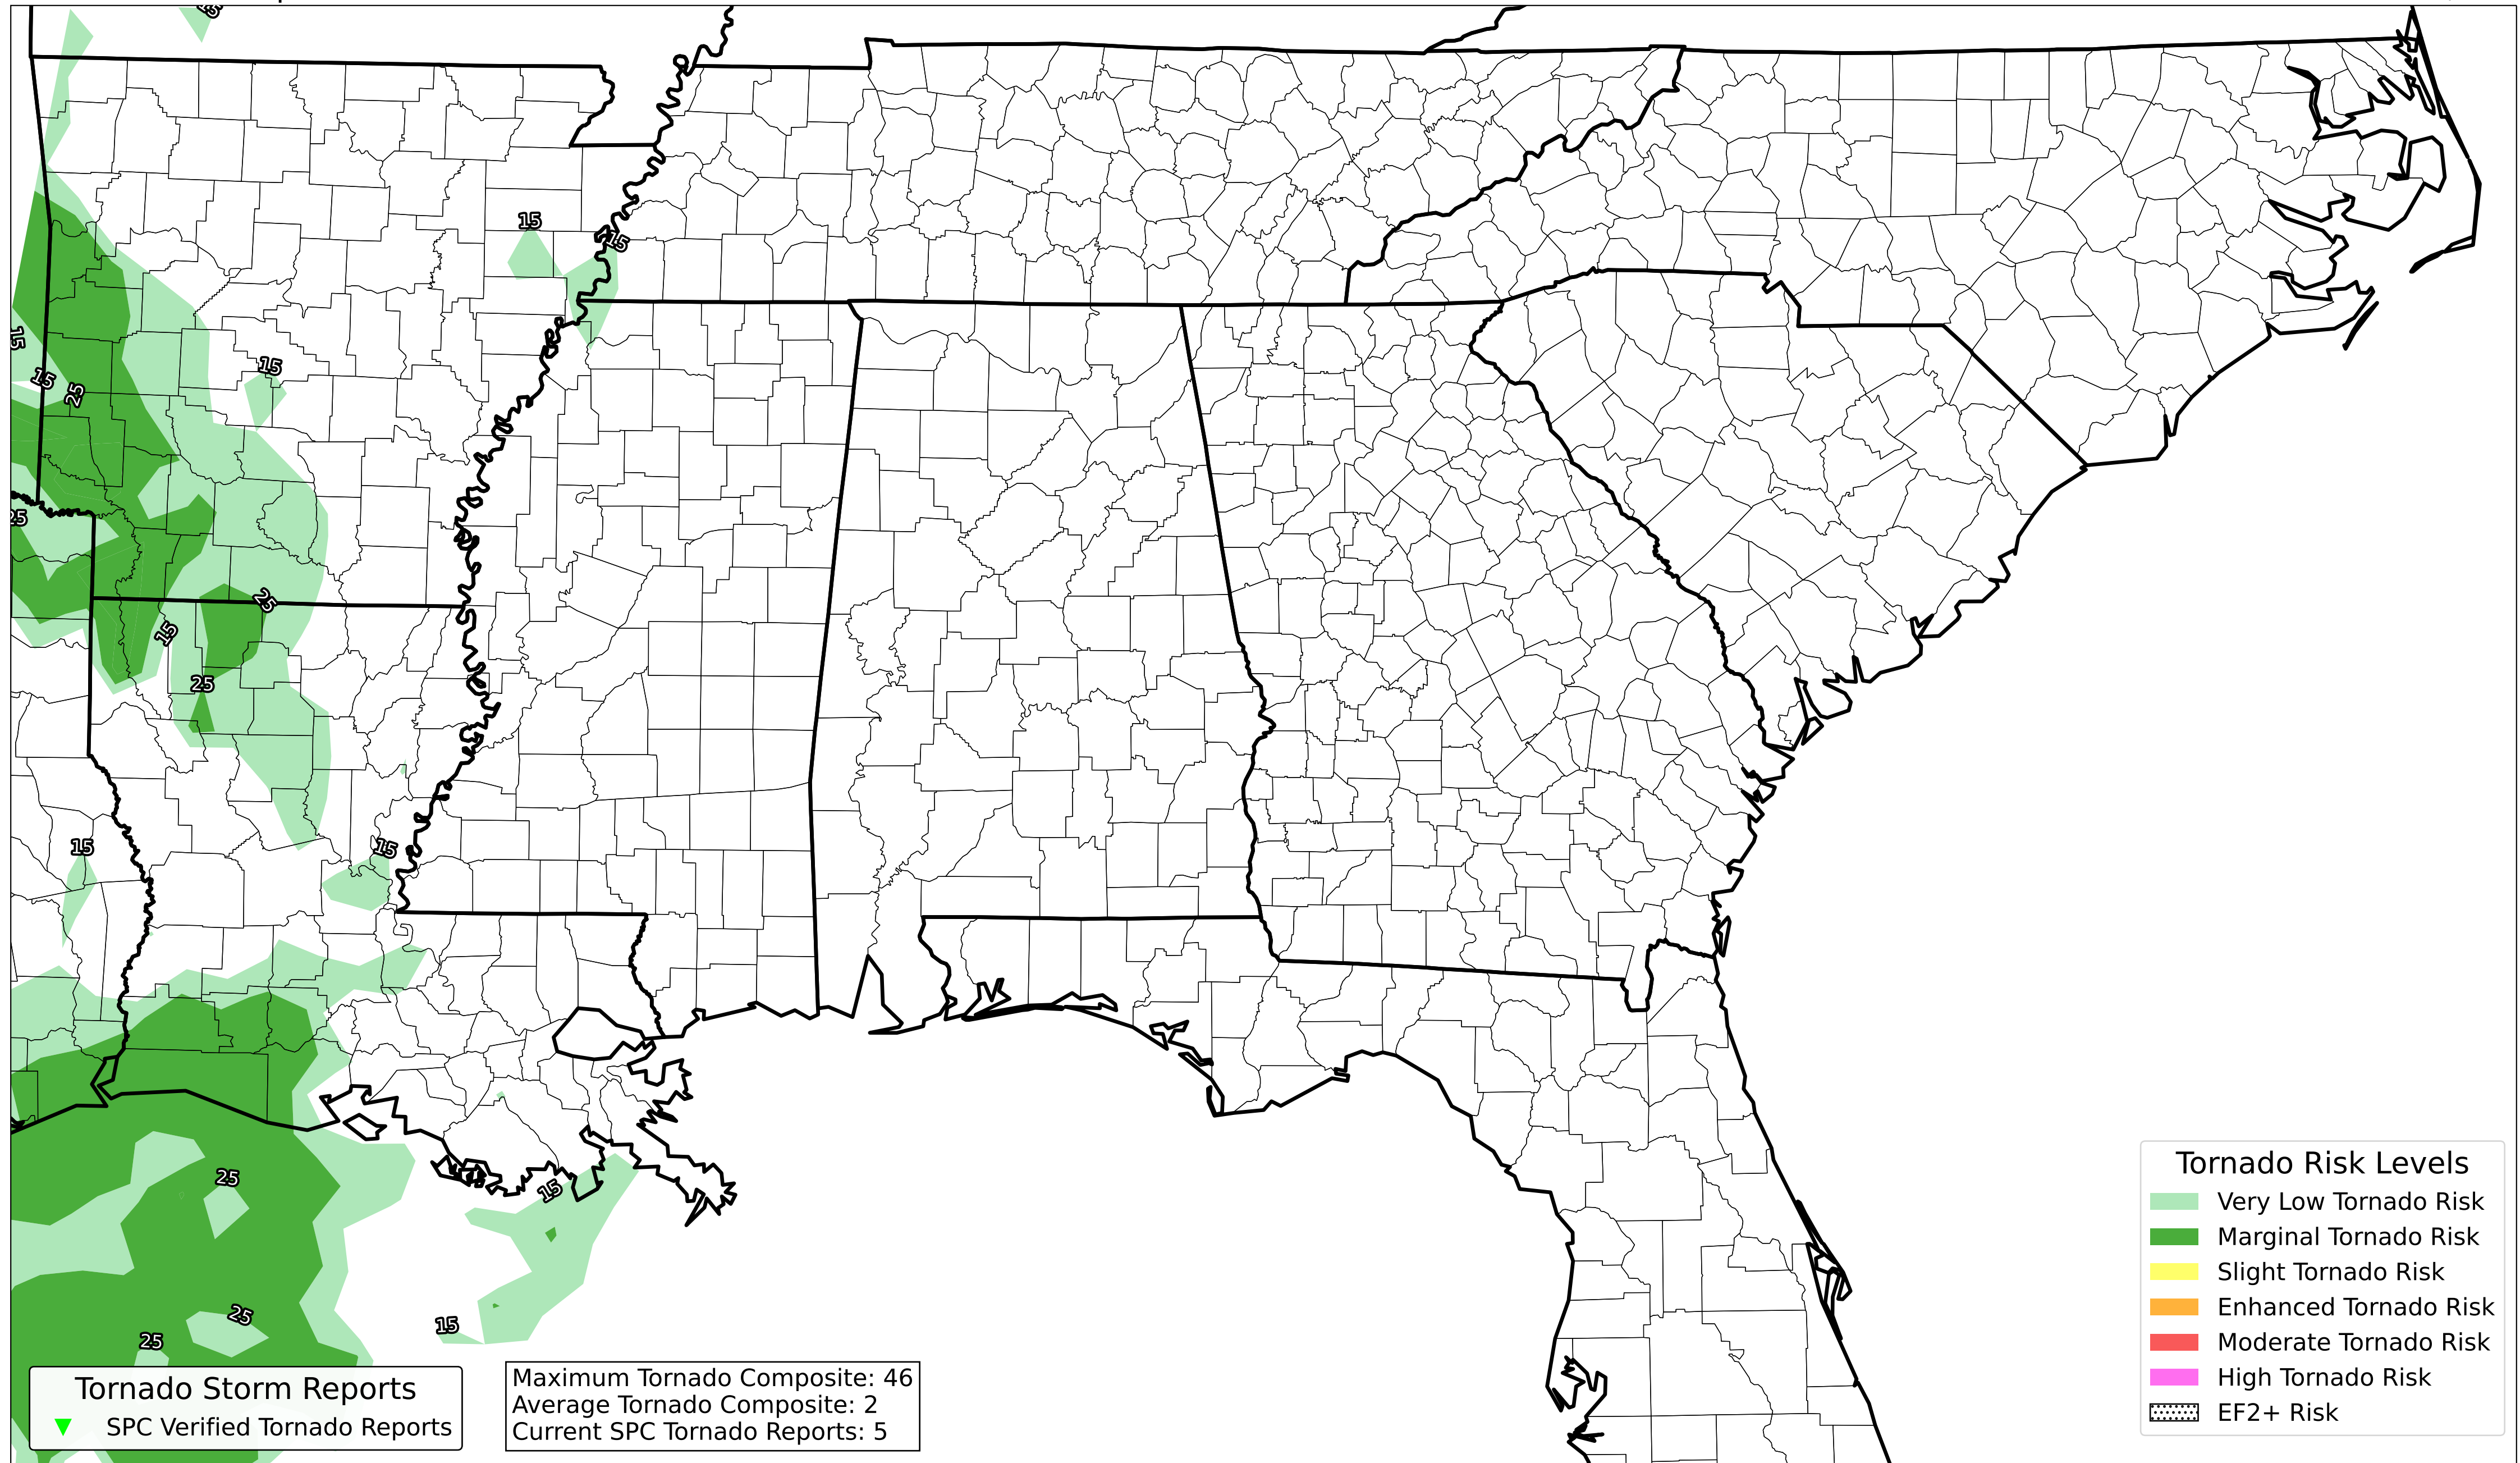 15
15
15
15
15
15
25
25
25
15
25
15
15
25
15
25
15
25
Tornado Risk Levels
Very Low Tornado Risk
Marginal Tornado Risk
Slight Tornado Risk
Enhanced Tornado Risk
Moderate Tornado Risk
High Tornado Risk
EF2+ Risk
Tornado Storm Reports
SPC Verified Tornado Reports
Maximum Tornado Composite: 46
Average Tornado Composite: 2
Current SPC Tornado Reports: 5